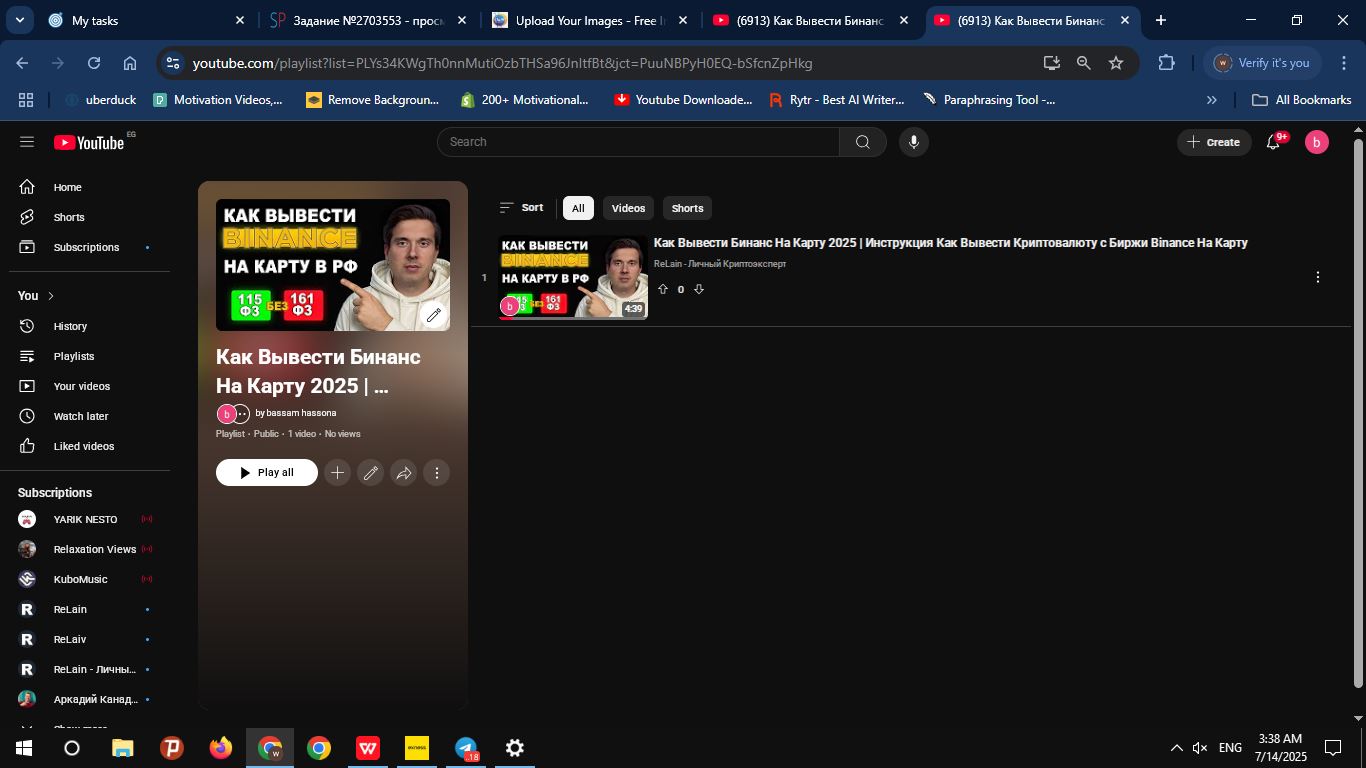 My tasks
Задание №2703553 - прось
Upload Your Images - Free In
(6913) Как Вывести Бинанс
(6913) Как Вывести Бинанс
youtube.com/playlist?list=PLYs34KWgTh0nnMutiOzbTHSa96JnItfBt&jct=PuuNBPyH0EQ-bSfcnZpHkg
Verify it's you
uberduck
Motivation Videos,...
Remove Backgroun...
200+ Motivational...
Youtube Downloade...
Rytr - Best AI Writer...
Paraphrasing Tool -...
All Bookmarks
YouTube
EG
Search
Create
9+
b
Home
Shorts
Subscriptions
You
History
Playlists
Your videos
Watch later
Liked videos
Subscriptions
YARIK NESTO
Relaxation Views
KuboMusic
ReLain
ReLaiv
ReLain - Личны...
Аркадий Канад...
КАК ВЫВЕСТИ
BINANCE
НА КАРТУ В РФ
115 ФЗ БЕЗ 161 ФЗ
Как Вывести Бинанс
На Карту 2025 | ...
b
by bassam hassona
Playlist · Public · 1 video · No views
Play all
Sort
All
Videos
Shorts
1
КАК ВЫВЕСТИ
BINANCE
НА КАРТУ В РФ
БЕЗ 161 ФЗ
b
4:39
Как Вывести Бинанс На Карту 2025 | Инструкция Как Вывести Криптовалюту с Биржи Binance На Карту
ReLain - Личный Криптоэксперт
0
exness
..18
ENG
3:38 AM
7/14/2025